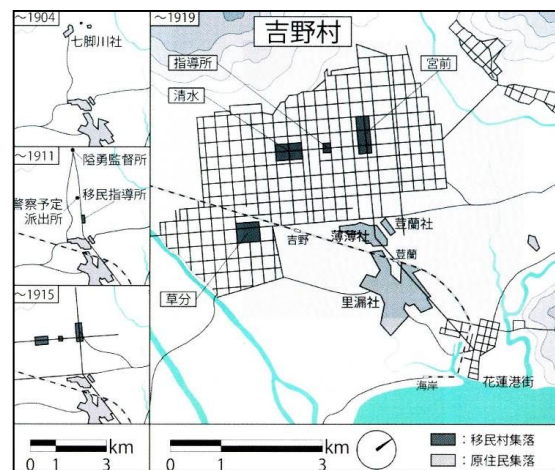 ~1904
七脚川社
~1911
隘勇監督所
移民指導所
警察予定
派出所
~1915
0 1 3
km
~1919
吉野村
指導所
宮前
清水
荳蘭社
薄薄社
吉野
荳蘭
草分
里漏社
花蓮港街
海岸
0 1 3
km
：移民村集落
：原住民集落